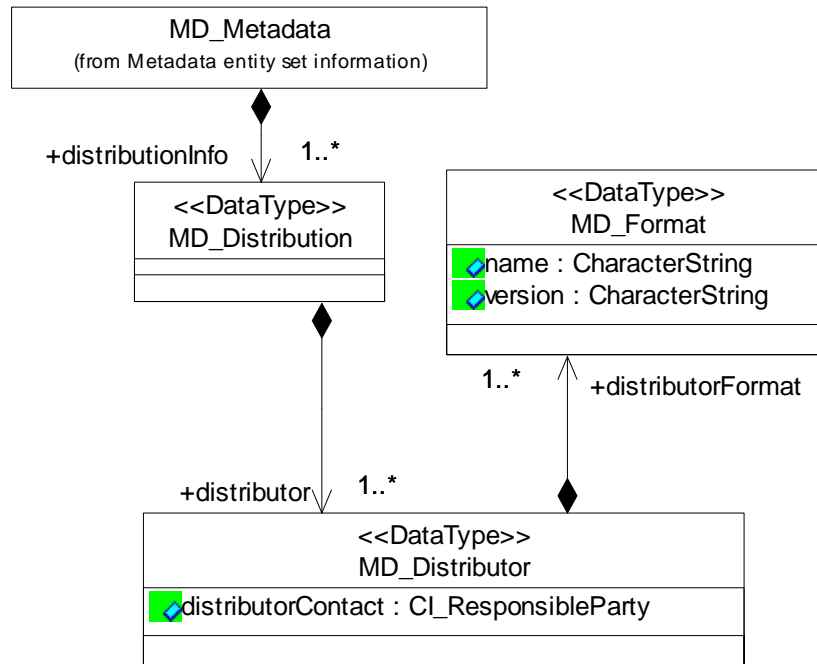 MD_Metadata
(from Metadata entity set information)
+distributionInfo
1..*
<<DataType>>
MD_Distribution
<<DataType>>
MD_Format
name : CharacterString
version : CharacterString
1..*
+distributorFormat
+distributor
1..*
<<DataType>>
MD_Distributor
distributorContact : CI_ResponsibleParty